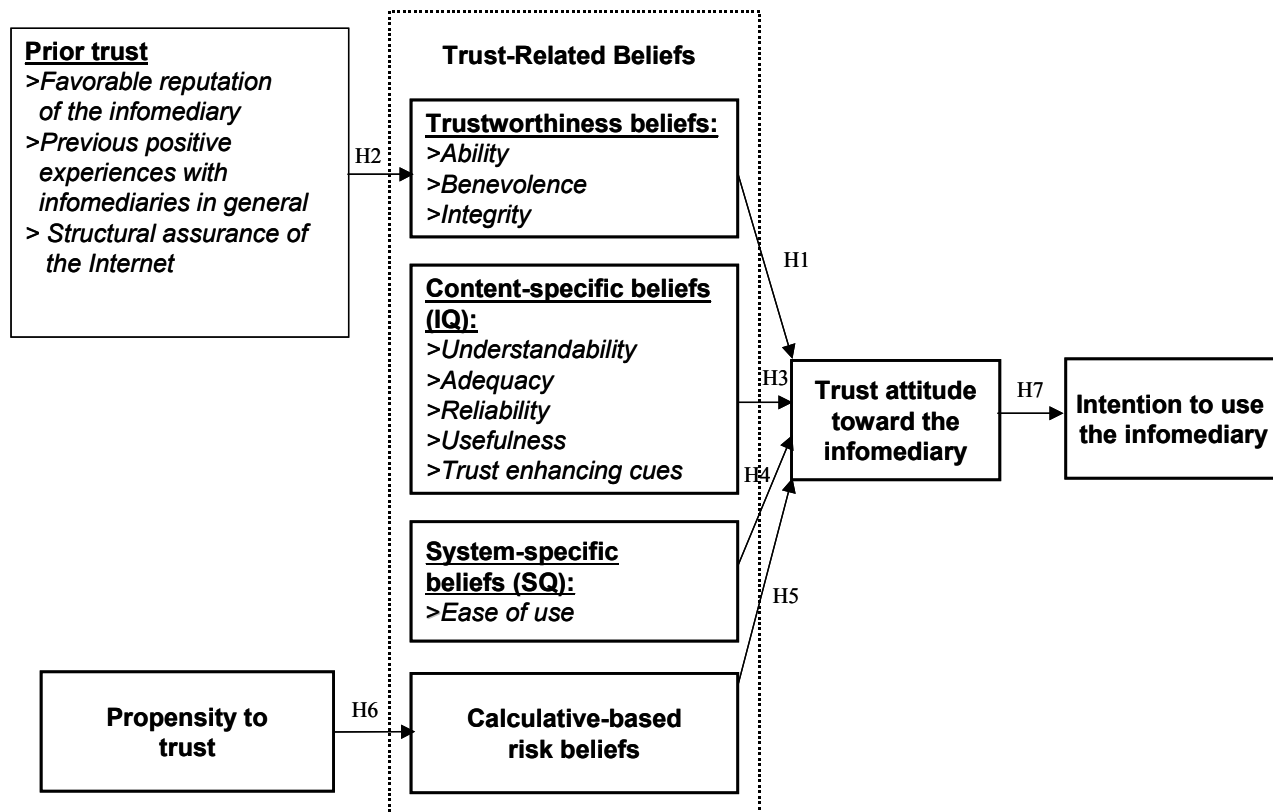 Prior trust
>Favorable reputation
of the infomediary
>Previous positive
experiences with
infomediaries in general
> Structural assurance of
the Internet
H2
Trust-Related Beliefs
Trustworthiness beliefs:
>Ability
>Benevolence
>Integrity
H1
Content-specific beliefs
(IQ):
>Understandability
>Adequacy
>Reliability
>Usefulness
>Trust enhancing cues
H3
System-specific
beliefs (SQ):
>Ease of use
H4
Propensity to
trust
H6
Calculative-based
risk beliefs
H5
Trust attitude
toward the
infomediary
H7
Intention to use
the infomediary